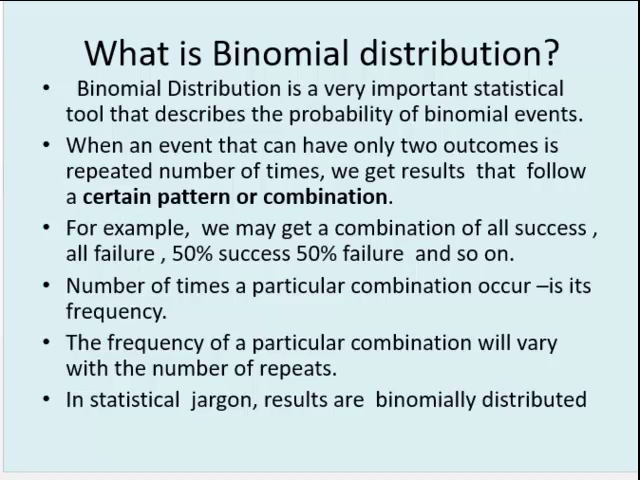 What is Binomial distribution?
• Binomial Distribution is a very important statistical
tool that describes the probability of binomial events.
• When an event that can have only two outcomes is
repeated number of times, we get results that follow
a certain pattern or combination.
• For example, we may get a combination of all success ,
all failure , 50% success 50% failure and so on.
• Number of times a particular combination occur –is its
frequency.
• The frequency of a particular combination will vary
with the number of repeats.
• In statistical jargon, results are binomially distributed